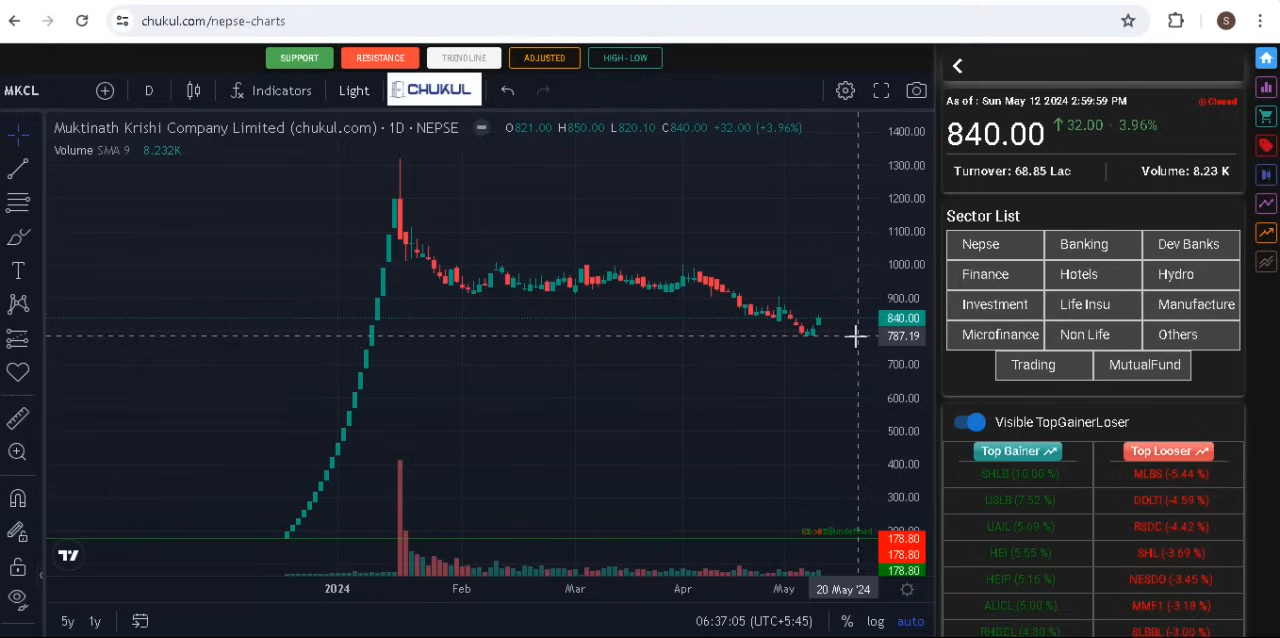 chukul.com/nepse-charts
S
SUPPORT RESISTANCE TRENDLINE ADJUSTED HIGH-LOW
MKCL D Indicators Light CHUKUL
Muktinath Krishi Company Limited (chukul.com) · 1D · NEPSE O821.00 H850.00 L820.10 C840.00 +32.00 (+3.96%)
Volume SMA 9 8.232K
1400.00
1300.00
1200.00
1100.00
1000.00
900.00
840.00
787.19
700.00
600.00
500.00
400.00
300.00
178.80
178.80
178.80
2024 Feb Mar Apr May 20 May '24
5y 1y 06:37:05 (UTC+5:45) % log auto
As of : Sun May 12 2024 2:59:59 PM Closed
840.00 ↑32.00 · 3.96%
Turnover: 68.85 Lac Volume: 8.23 K
Sector List
Nepse Banking Dev Banks
Finance Hotels Hydro
Investment Life Insu Manufacture
Microfinance Non Life Others
Trading MutualFund
Visible TopGainerLoser
Top Gainer Top Looser
SHLB (10.00 %) MLBS (-5.44 %)
USLB (7.52 %) DDLTI (-4.59 %)
UAIL (5.69 %) RSDC (-4.42 %)
HEI (5.55 %) SHL (-3.69 %)
HEIP (5.16 %) NESDO (-3.45 %)
ALICL (5.00 %) MMF1 (-3.18 %)
RHGCL (4.80 %) SLBSL (-3.00 %)